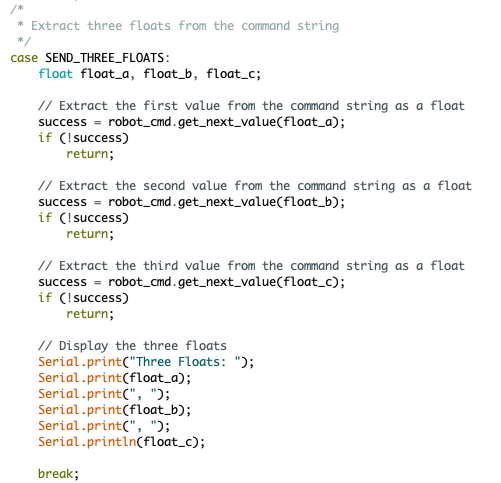 /*
 * Extract three floats from the command string
 */
case SEND_THREE_FLOATS:
    float float_a, float_b, float_c;

    // Extract the first value from the command string as a float
    success = robot_cmd.get_next_value(float_a);
    if (!success)
        return;

    // Extract the second value from the command string as a float
    success = robot_cmd.get_next_value(float_b);
    if (!success)
        return;

    // Extract the third value from the command string as a float
    success = robot_cmd.get_next_value(float_c);
    if (!success)
        return;

    // Display the three floats
    Serial.print("Three Floats: ");
    Serial.print(float_a);
    Serial.print(", ");
    Serial.print(float_b);
    Serial.print(", ");
    Serial.println(float_c);

    break;